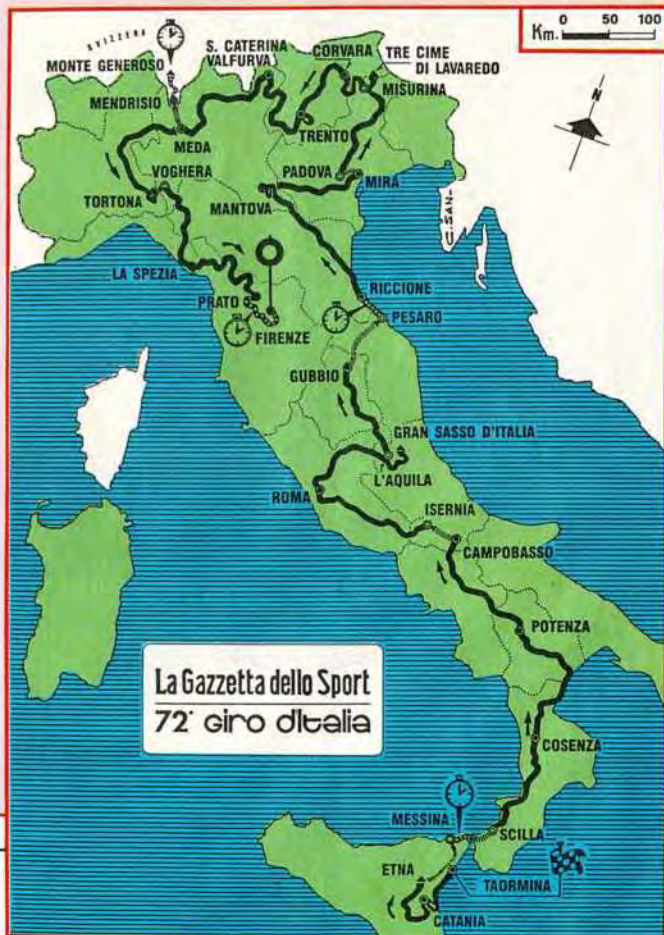 Km. 0 50 100
SVIZZERA
MONTE GENEROSO
S. CATERINA
VALFURVA
CORVARA
TRE CIME
DI LAVAREDO
MENDRISIO
MISURINA
N
MEDA
TRENTO
VOGHERA
PADOVA
MIRA
TORTONA
MANTOVA
U.SANI
LA SPEZIA
RICCIONE
PRATO
PESARO
FIRENZE
GUBBIO
GRAN SASSO D'ITALIA
L'AQUILA
ROMA
ISERNIA
CAMPOBASSO
POTENZA
La Gazzetta dello Sport
72° Giro d'Italia
COSENZA
MESSINA
SCILLA
ETNA
TAORMINA
CATANIA